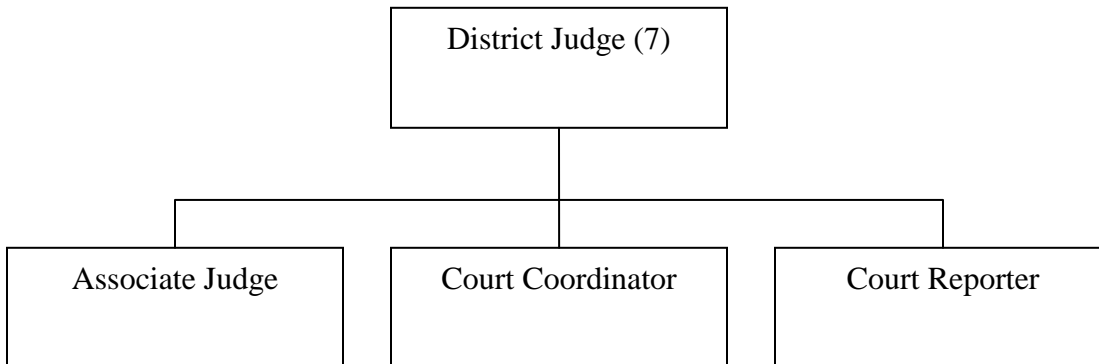 District Judge (7)
Associate Judge
Court Coordinator
Court Reporter